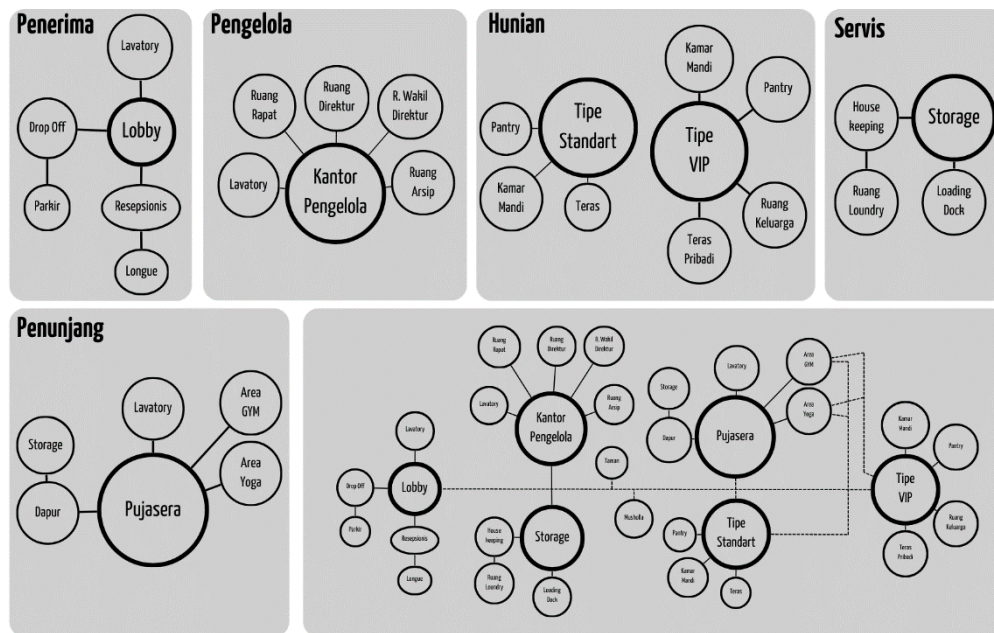 Penerima
Lavatory
Drop Off
Lobby
Parkir
Resepsionis
Longue
Pengelola
Ruang
Rapat
Ruang
Direktur
R. Wakil
Direktur
Lavatory
Kantor
Pengelola
Ruang
Arsip
Hunian
Pantry
Tipe
Standart
Kamar
Mandi
Teras
Kamar
Mandi
Pantry
Tipe
VIP
Ruang
Keluarga
Teras
Pribadi
Servis
House
keeping
Storage
Ruang
Loundry
Loading
Dock
Penunjang
Storage
Lavatory
Area
GYM
Area
Yoga
Dapur
Pujasera
Ruang
Rapat
Ruang
Direktur
R. Wakil
Direktur
Lavatory
Kantor
Pengelola
Ruang
Arsip
Lavatory
Drop Off
Lobby
Parkir
Resepsionis
Longue
House
keeping
Storage
Ruang
Loundry
Loading
Dock
Taman
Musholla
Storage
Lavatory
Area
GYM
Area
Yoga
Dapur
Pujasera
Pantry
Tipe
Standart
Kamar
Mandi
Teras
Kamar
Mandi
Pantry
Tipe
VIP
Ruang
Keluarga
Teras
Pribadi